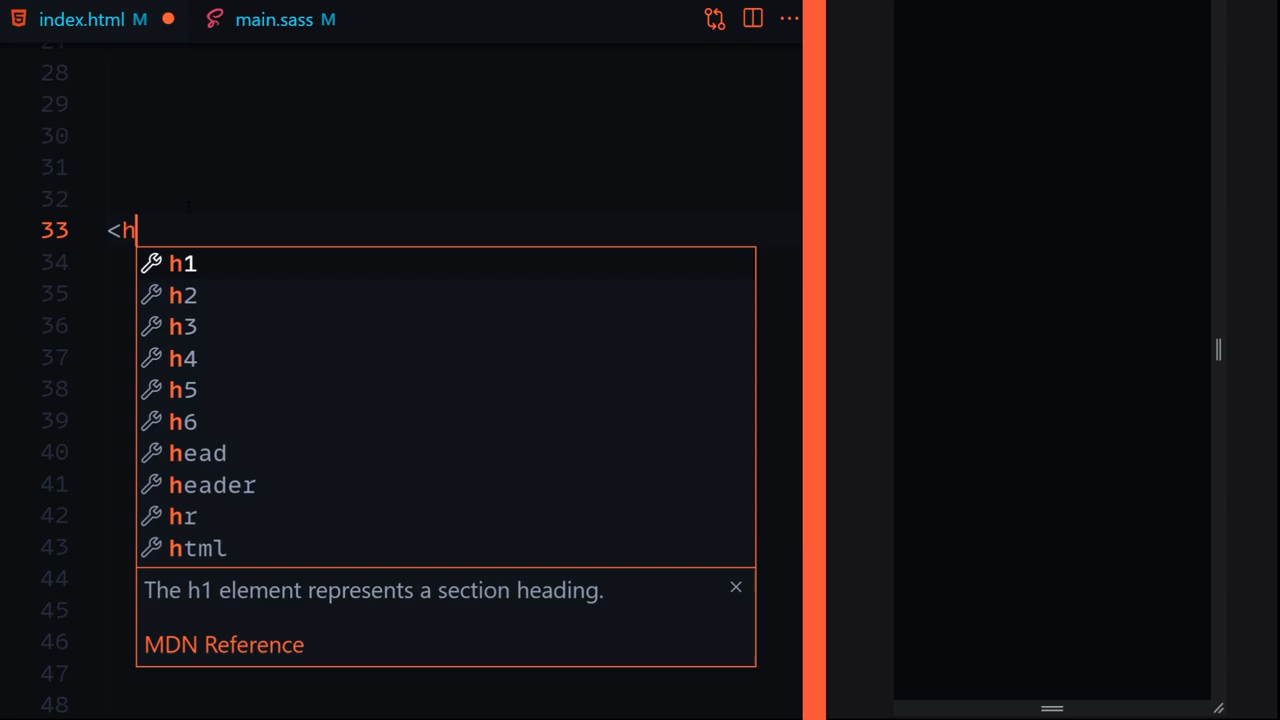 index.html M
main.sass M
27
28
29
30
31
32
33 <h
34
35
36
37
38
39
40
41
42
43
44
45
46
47
48
h1
h2
h3
h4
h5
h6
head
header
hr
html
The h1 element represents a section heading.
MDN Reference